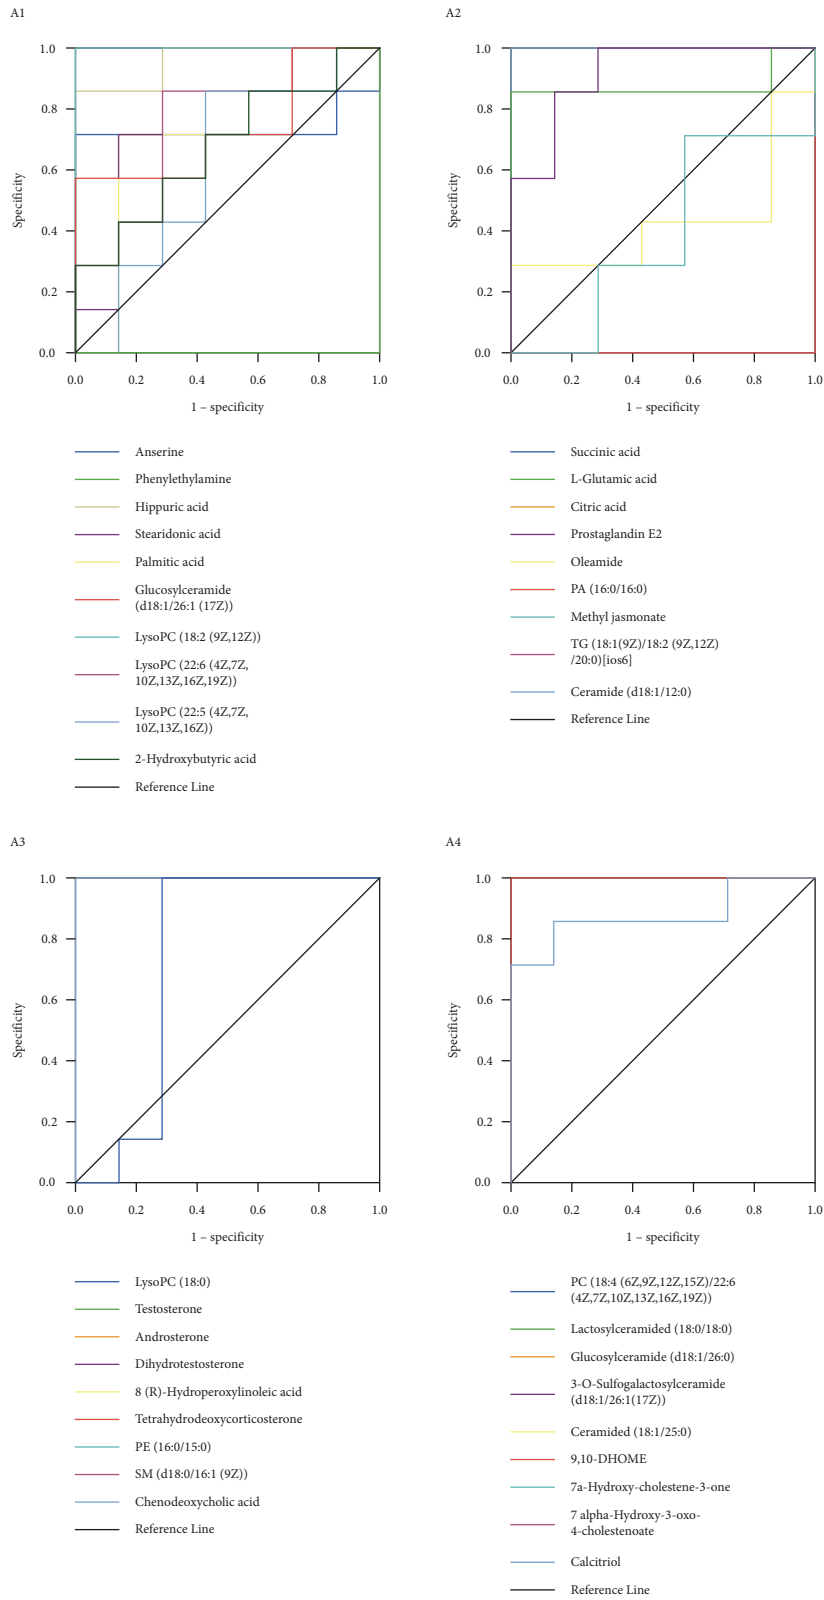 A1
1.0
0.8
0.6
0.4
0.2
0.0
Specificity
0.0 0.2 0.4 0.6 0.8 1.0
1 – specificity
Anserine
Phenylethylamine
Hippuric acid
Stearidonic acid
Palmitic acid
Glucosylceramide
(d18:1/26:1 (17Z))
LysoPC (18:2 (9Z,12Z))
LysoPC (22:6 (4Z,7Z,
10Z,13Z,16Z,19Z))
LysoPC (22:5 (4Z,7Z,
10Z,13Z,16Z))
2-Hydroxybutyric acid
Reference Line
A2
1.0
0.8
0.6
0.4
0.2
0.0
Specificity
0.0 0.2 0.4 0.6 0.8 1.0
1 – specificity
Succinic acid
L-Glutamic acid
Citric acid
Prostaglandin E2
Oleamide
PA (16:0/16:0)
Methyl jasmonate
TG (18:1(9Z)/18:2 (9Z,12Z)
/20:0)[ios6]
Ceramide (d18:1/12:0)
Reference Line
A3
1.0
0.8
0.6
0.4
0.2
0.0
Specificity
0.0 0.2 0.4 0.6 0.8 1.0
1 – specificity
LysoPC (18:0)
Testosterone
Androsterone
Dihydrotestosterone
8 (R)-Hydroperoxylinoleic acid
Tetrahydrodeoxycorticosterone
PE (16:0/15:0)
SM (d18:0/16:1 (9Z))
Chenodeoxycholic acid
Reference Line
A4
1.0
0.8
0.6
0.4
0.2
0.0
Specificity
0.0 0.2 0.4 0.6 0.8 1.0
1 – specificity
PC (18:4 (6Z,9Z,12Z,15Z)/22:6
(4Z,7Z,10Z,13Z,16Z,19Z))
Lactosylceramided (18:0/18:0)
Glucosylceramide (d18:1/26:0)
3-O-Sulfogalactosylceramide
(d18:1/26:1(17Z))
Ceramided (18:1/25:0)
9,10-DHOME
7a-Hydroxy-cholestene-3-one
7 alpha-Hydroxy-3-oxo-
4-cholestenoate
Calcitriol
Reference Line